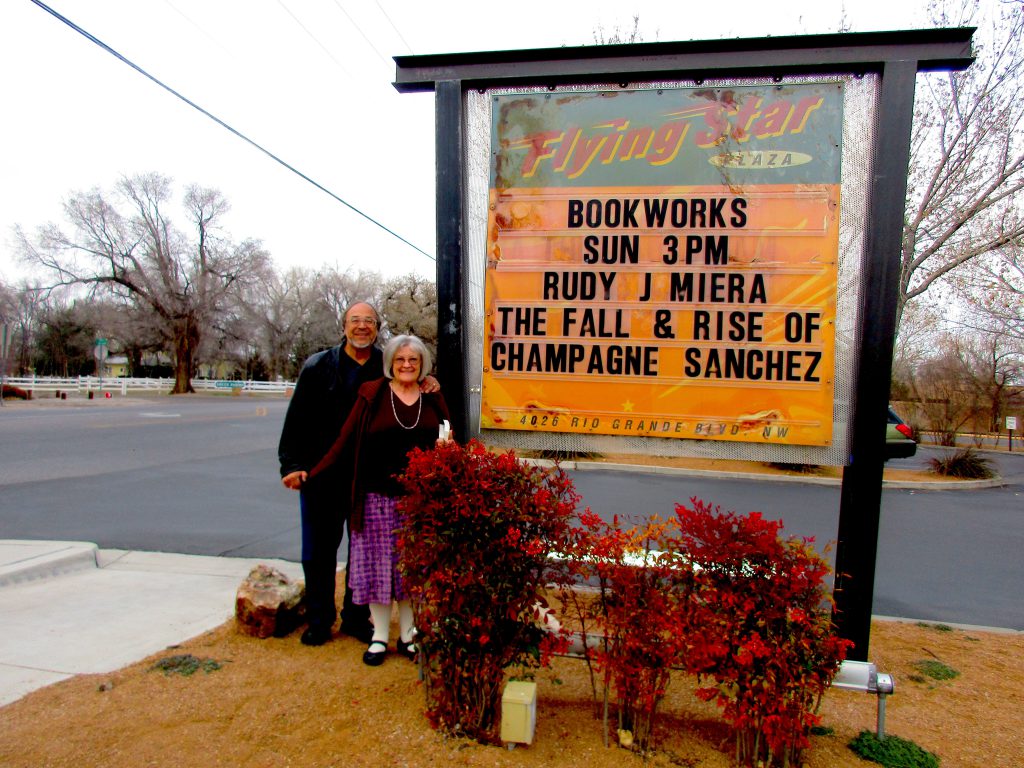 Flying Star
PLAZA
BOOKWORKS
SUN 3PM
RUDY J MIERA
THE FALL & RISE OF
CHAMPAGNE SANCHEZ
4026 RIO GRANDE BLVD. NW